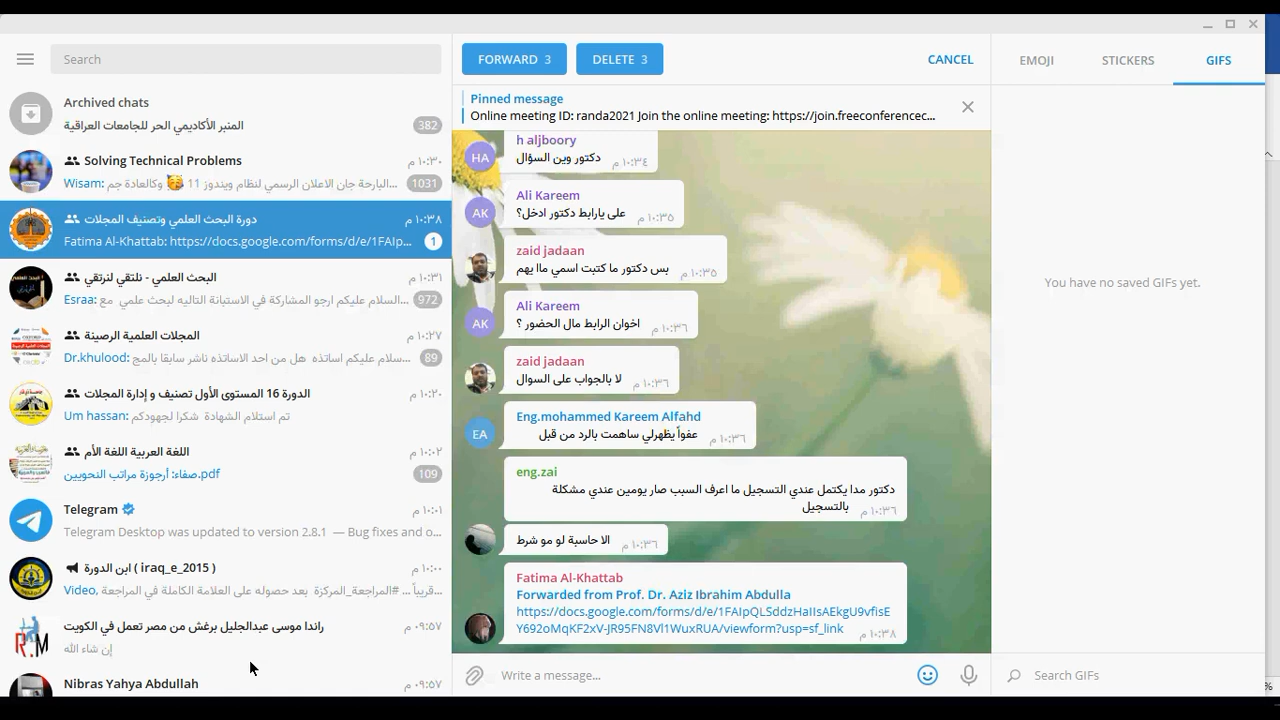 Search
Archived chats
المنبر الأكاديمي الحر للجامعات العراقية
382
Solving Technical Problems
١٠:٣٠ م
Wisam: البارحة جان الاعلان الرسمي لنظام ويندوز 11 🥳 وكالعادة جم...
1031
دورة البحث العلمي وتصنيف المجلات
١٠:٣٨ م
Fatima Al-Khattab: https://docs.google.com/forms/d/e/1FAIp...
1
البحث العلمي - نلتقي لنرتقي
١٠:٣١ م
Esraa: السلام عليكم ارجو المشاركة في الاستبانة التاليه لبحث علمي مع...
972
المجلات العلمية الرصينة
١٠:٢٧ م
Dr.khulood: سلام عليكم اساتذه هل من احد الاساتذه ناشر سابقا بالمج...
89
الدورة 16 المستوى الأول تصنيف و إدارة المجلات
١٠:٢٠ م
Um hassan: تم استلام الشهادة شكرا لجهودكم
اللغة العربية اللغة الأم
١٠:٠٢ م
صفاء: أرجوزة مراتب النحويين.pdf
109
Telegram
١٠:٠١ م
Telegram Desktop was updated to version 2.8.1 — Bug fixes and o...
ابن الدورة ( iraq_e_2015 )
١٠:٠٠ م
Video, قريباً ... #المراجعة_المركزة بعد حصوله على العلامة الكاملة في المراجعة...
راندا موسى عبدالجليل برغش من مصر تعمل في الكويت
٠٩:٥٧ م
إن شاء الله
Nibras Yahya Abdullah
٠٩:٥٧ م
FORWARD 3
DELETE 3
CANCEL
Pinned message
Online meeting ID: randa2021 Join the online meeting: https://join.freeconferencec...
HA
h aljboory
دكتور وين السؤال
١٠:٣٤ م
AK
Ali Kareem
على يارابط دكتور ادخل؟
١٠:٣٥ م
zaid jadaan
بس دكتور ما كتبت اسمي ماا يهم
١٠:٣٥ م
AK
Ali Kareem
اخوان الرابط مال الحضور ؟
١٠:٣٦ م
zaid jadaan
لا بالجواب على السوال
١٠:٣٦ م
EA
Eng.mohammed Kareem Alfahd
عفواً يظهرلي ساهمت بالرد من قبل
١٠:٣٦ م
eng.zai
دكتور مدا يكتمل عندي التسجيل ما اعرف السبب صار يومين عندي مشكلة
بالتسجيل
١٠:٣٦ م
الا حاسبة لو مو شرط
١٠:٣٦ م
Fatima Al-Khattab
Forwarded from Prof. Dr. Aziz Ibrahim Abdulla
https://docs.google.com/forms/d/e/1FAIpQLSddzHaIIsAEkgU9vfisE
Y692oMqKF2xV-JR95FN8Vl1WuxRUA/viewform?usp=sf_link
١٠:٣٨ م
Write a message...
EMOJI
STICKERS
GIFS
You have no saved GIFs yet.
Search GIFs
%